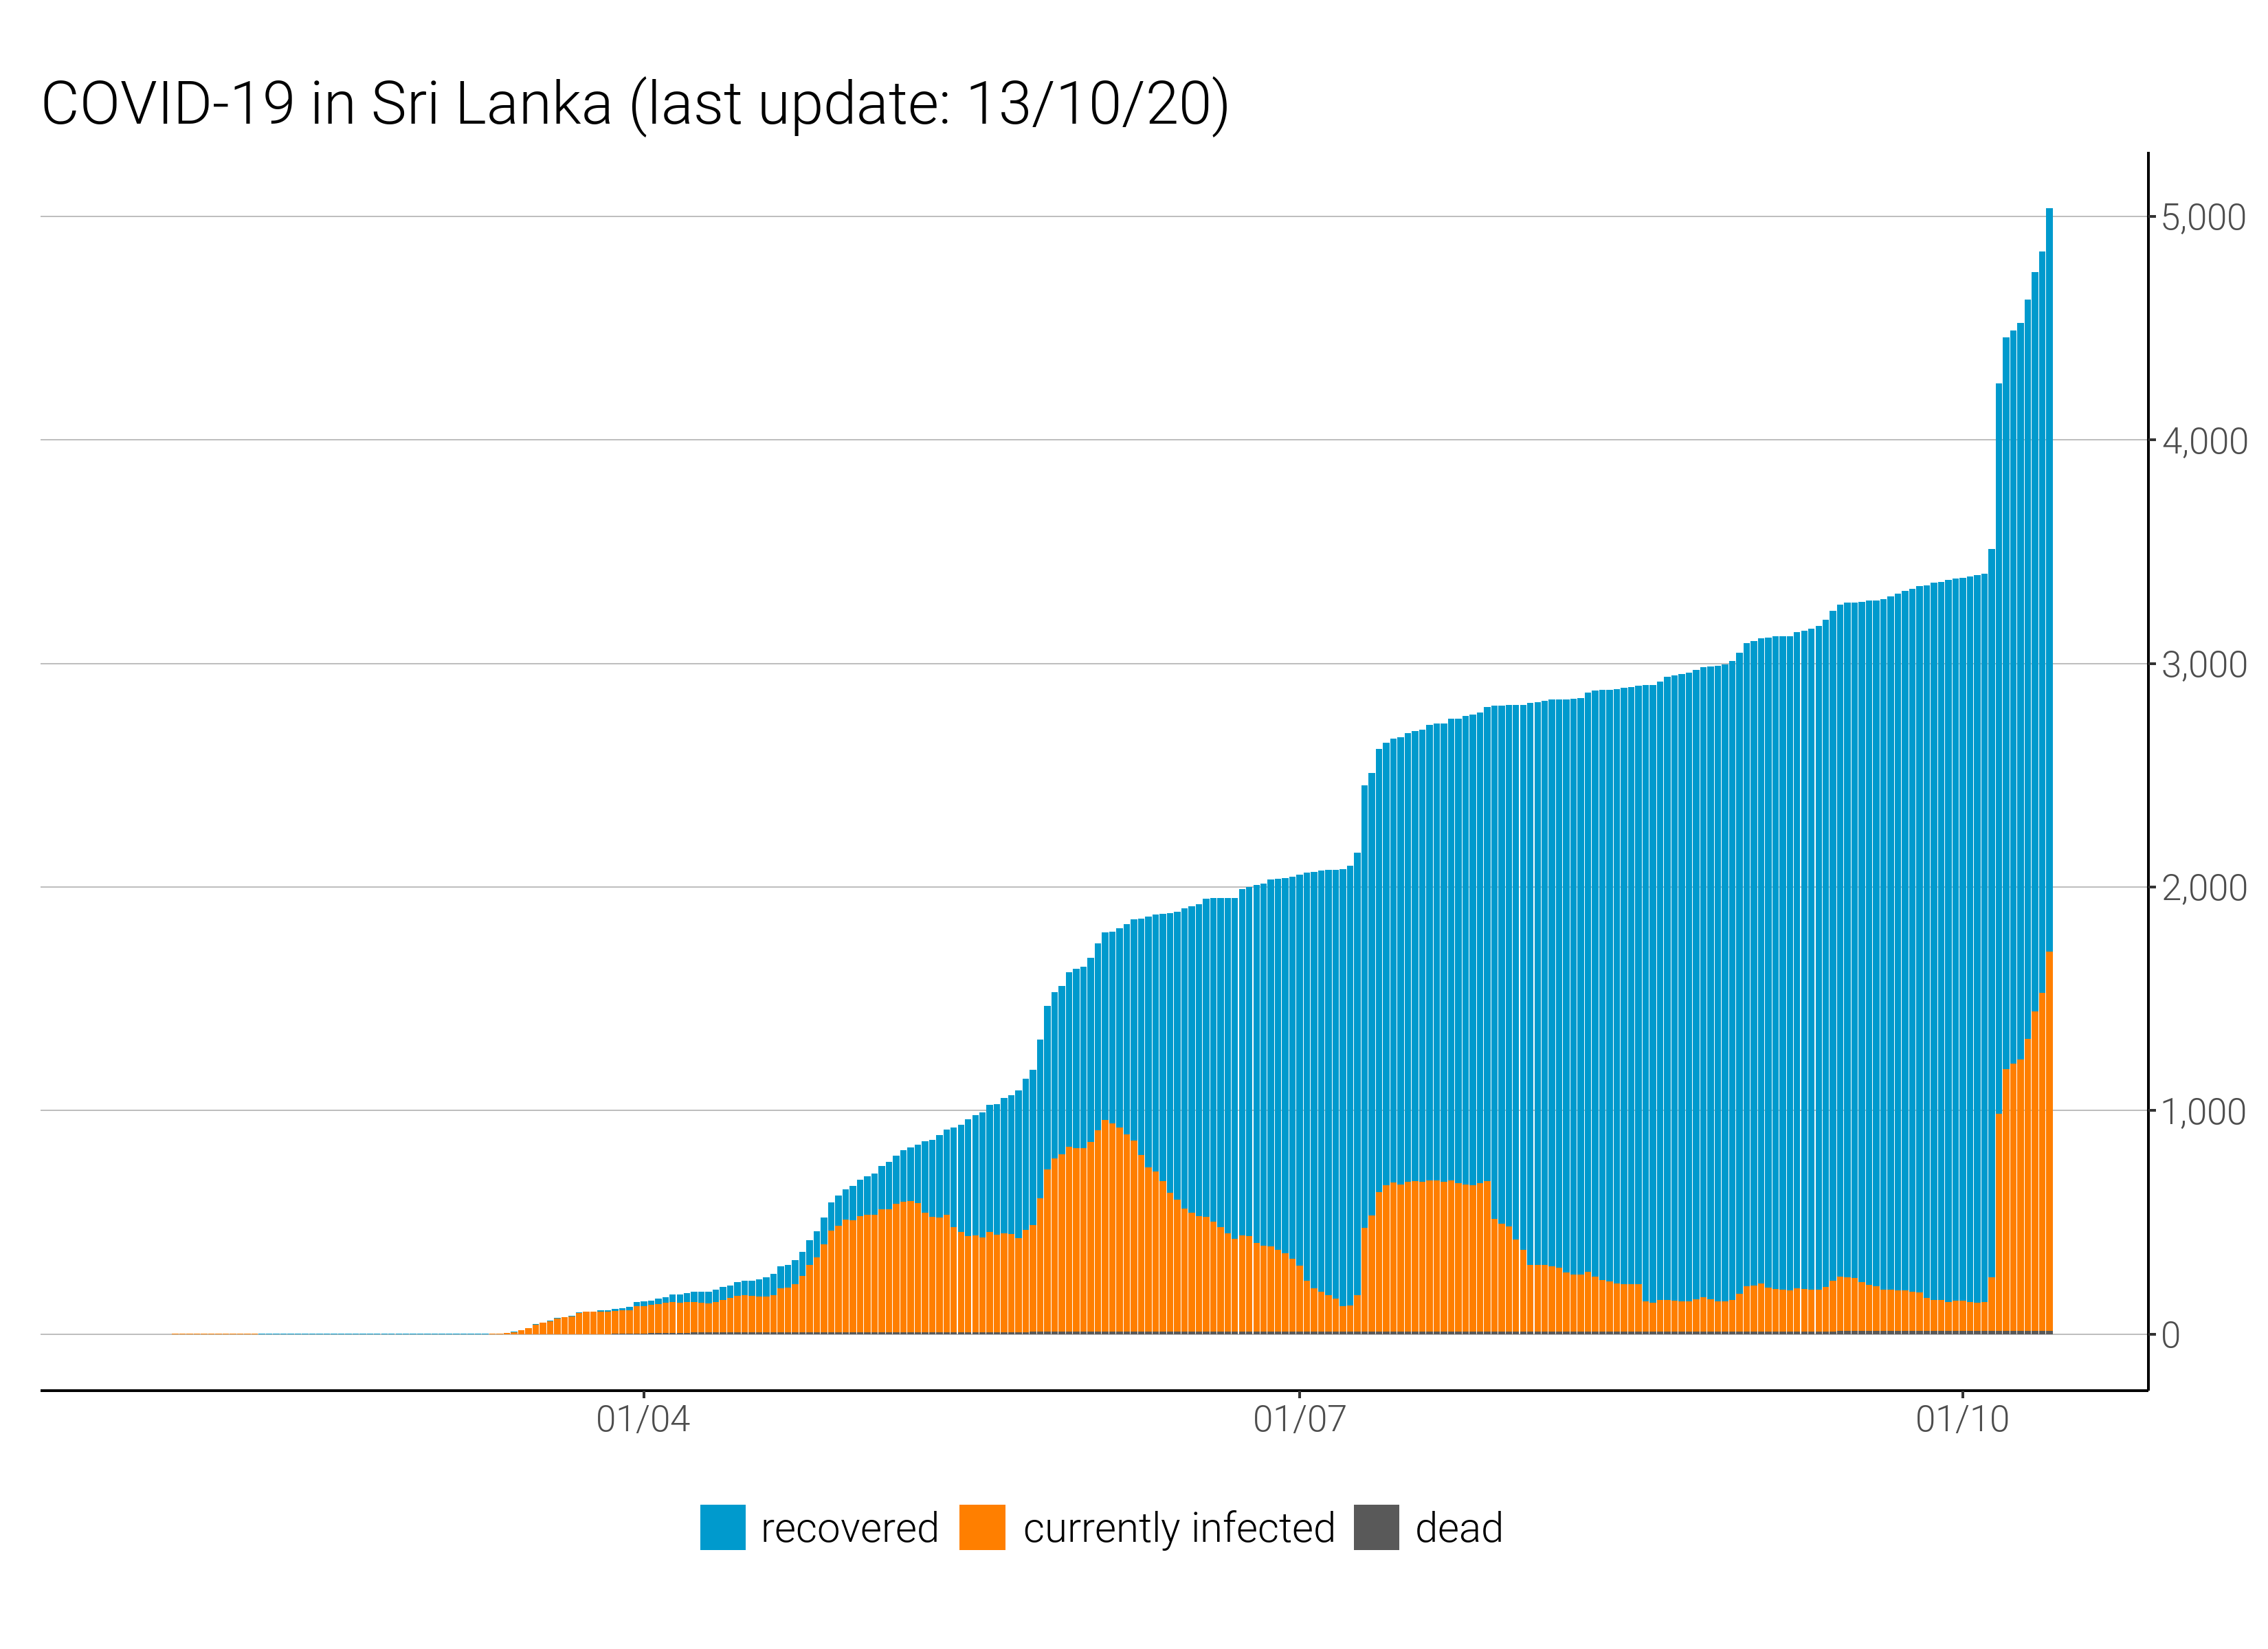 COVID-19 in Sri Lanka (last update: 13/10/20)
5,000
4,000
3,000
2,000
1,000
0
01/04 01/07 01/10
recovered currently infected dead